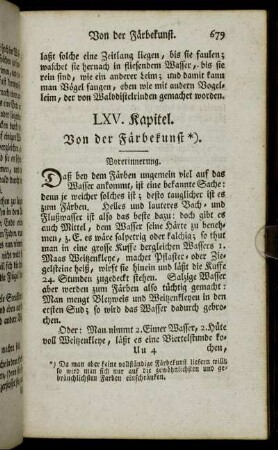 Von der Färbekunst. 679
laßt solche eine Zeitlang liegen, bis sie faulen;
waschet sie hernach in fliesendem Wasser, bis sie
rein sind, wie ein anderer Leim; und damit kann
man Vögel fangen, eben wie mit andern Vogel-
leim, der von Walddistelrinden gemacht worden.
LXV. Kapitel.
Von der Färbekunst *).
Vorerinnerung.
Daß bey dem Färben ungemein viel auf das
Wasser ankommt, ist eine bekannte Sache:
denn je weicher solches ist; desto tauglicher ist es
zum Färben. Helles und lauteres Bach- und
Flußwasser ist also das beste dazu: doch gibt es
auch Mittel, dem Wasser seine Härte zu beneh-
men, z. E. es wäre salpetrig oder kalchig; so thut
man in eine grosse Kuffe dergleichen Wassers 1.
Maas Weitzenkleye, machet Pflaster- oder Zie-
gelsteine heiß, wirft sie hinein und läßt die Kuffe
24. Stunden zugedeckt stehen. Salzige Wasser
aber werden zum Färben also tüchtig gemacht:
Man mengt Bleyweis und Weitzenkleyen in den
ersten Sud; so wird das Wasser dadurch gebro-
chen.
Oder: Man nimmt 2. Eimer Wasser, 2. Hüte
voll Weitzenkleye, läßt es eine Viertelstunde ko-
Uu 4 chen,
*) Da man aber keine vollständige Färbekunst liefern will;
so wird man sich nur auf die gewöhnlichsten und ge-
bräuchlichsten Farben einschränken.